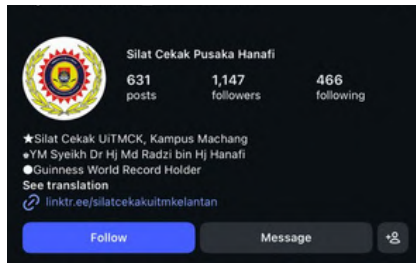 Silat Cekak Pusaka Hanafi
631 1,147 466
posts followers following
★Silat Cekak UiTMCK, Kampus Machang
YM Syeikh Dr Hj Md Radzi bin Hj Hanafi
●Guinness World Record Holder
See translation
linktr.ee/silatcekakuitmkelantan
Follow Message